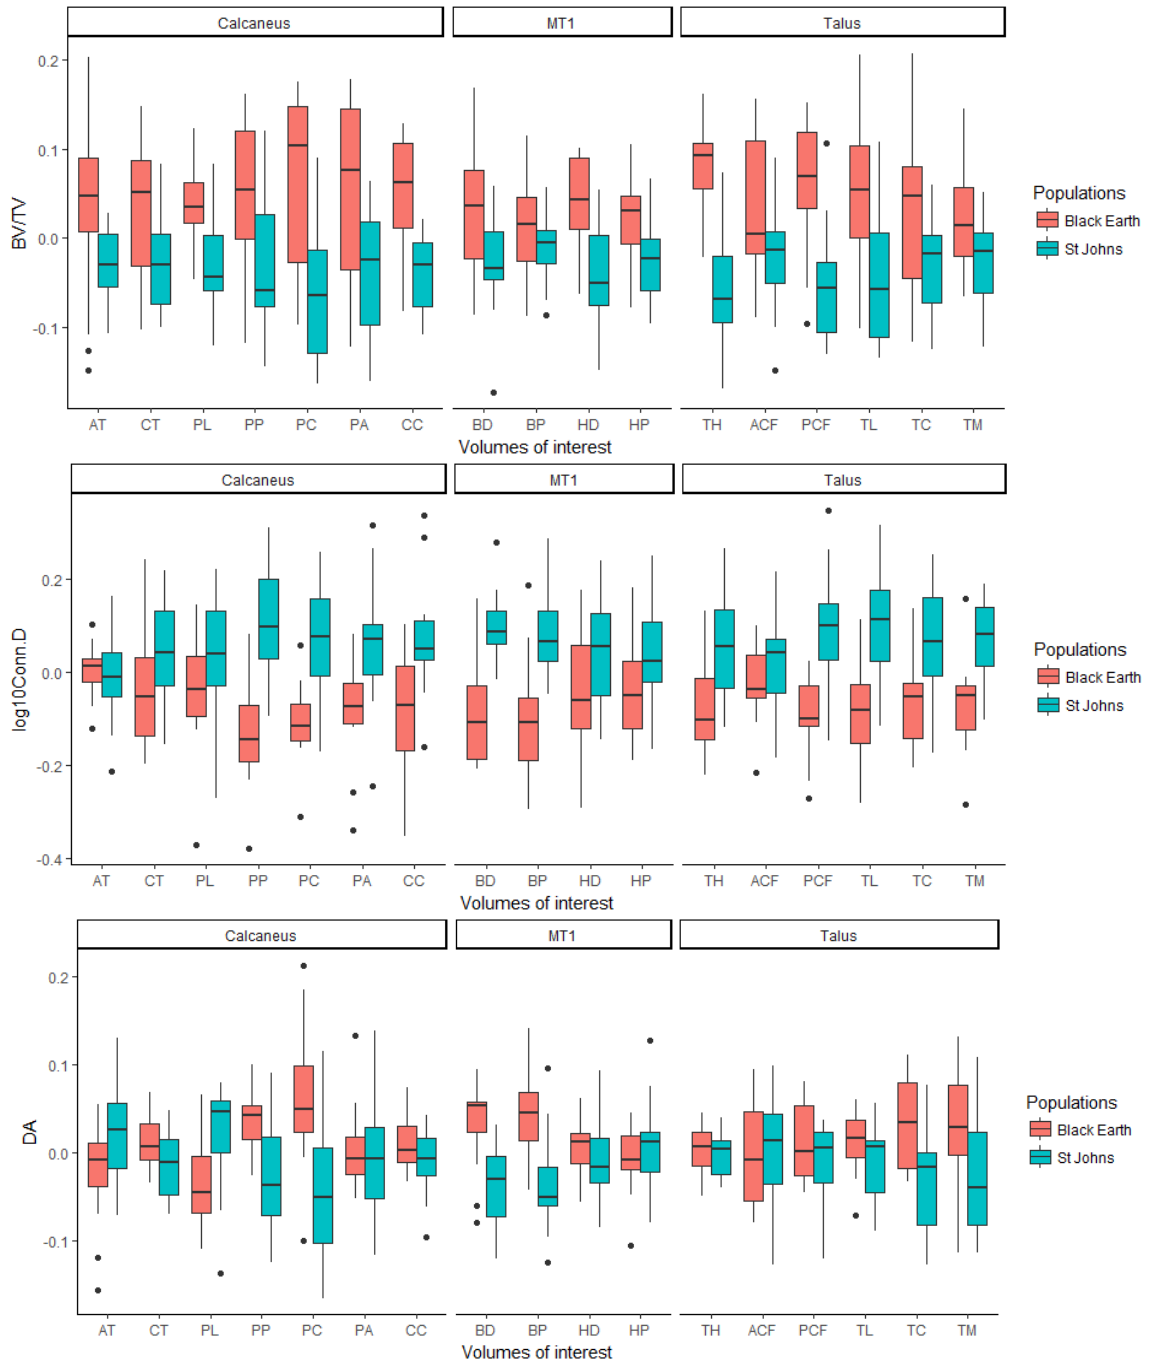 Calcaneus MT1 Talus
0.2
0.1
0.0
-0.1
BV/TV
AT CT PL PP PC PA CC BD BP HD HP TH ACF PCF TL TC TM
Volumes of interest
Populations
Black Earth
St Johns
Calcaneus MT1 Talus
0.2
0.0
-0.2
-0.4
log10Conn.D
AT CT PL PP PC PA CC BD BP HD HP TH ACF PCF TL TC TM
Volumes of interest
Populations
Black Earth
St Johns
Calcaneus MT1 Talus
0.2
0.1
0.0
-0.1
DA
AT CT PL PP PC PA CC BD BP HD HP TH ACF PCF TL TC TM
Volumes of interest
Populations
Black Earth
St Johns